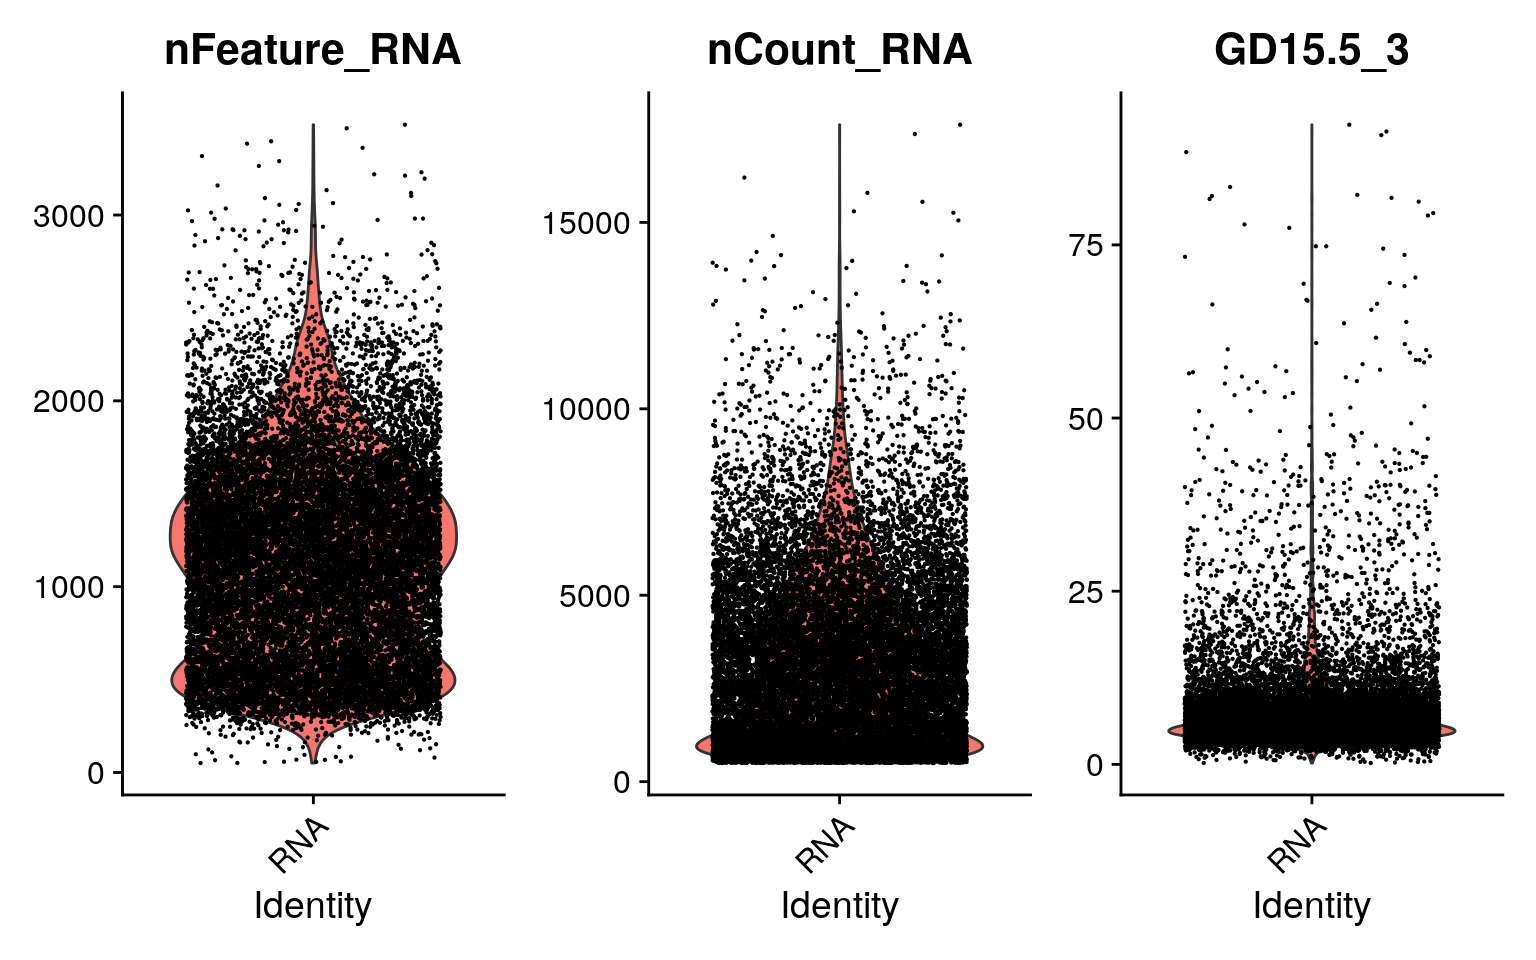 nFeature_RNA
3000
2000
1000
0
RNA
Identity
nCount_RNA
15000
10000
5000
0
RNA
Identity
GD15.5_3
75
50
25
0
RNA
Identity